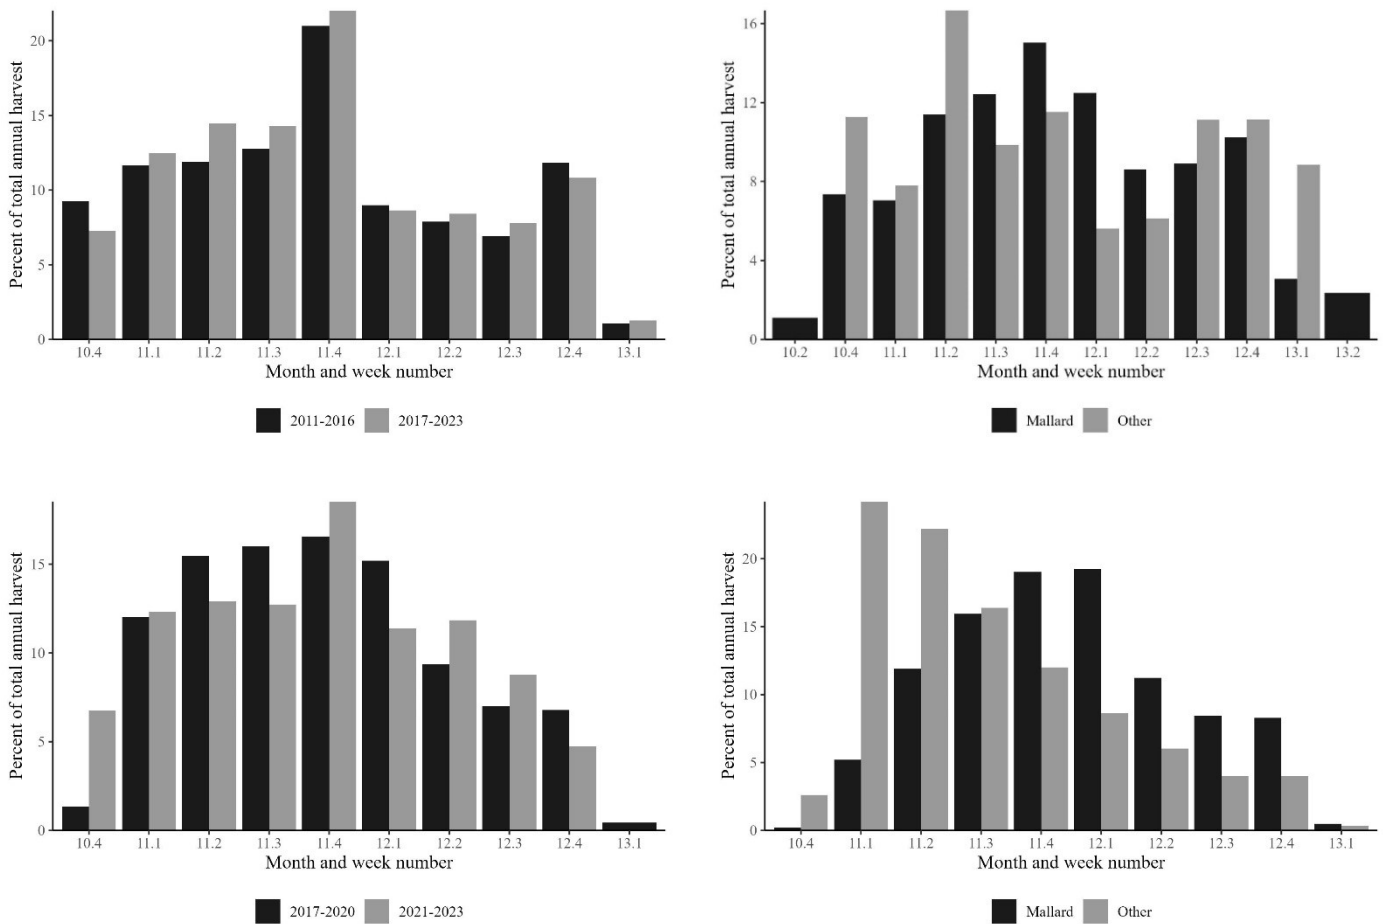 Percent of total annual harvest
20
15
10
5
0
10.4 11.1 11.2 11.3 11.4 12.1 12.2 12.3 12.4 13.1
Month and week number
2011-2016 2017-2023
Percent of total annual harvest
16
12
8
4
0
10.2 10.4 11.1 11.2 11.3 11.4 12.1 12.2 12.3 12.4 13.1 13.2
Month and week number
Mallard Other
Percent of total annual harvest
15
10
5
0
10.4 11.1 11.2 11.3 11.4 12.1 12.2 12.3 12.4 13.1
Month and week number
2017-2020 2021-2023
Percent of total annual harvest
20
15
10
5
0
10.4 11.1 11.2 11.3 11.4 12.1 12.2 12.3 12.4 13.1
Month and week number
Mallard Other